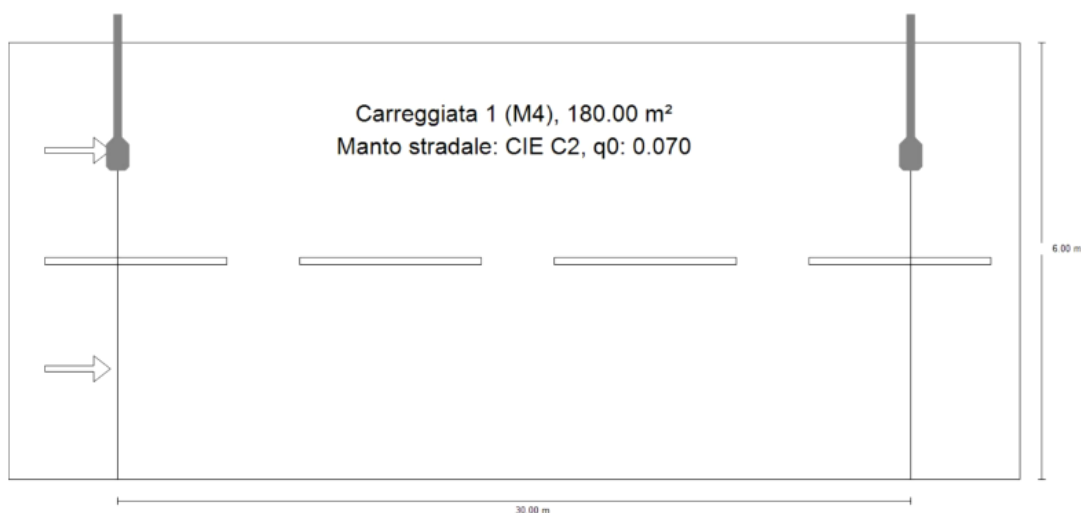 Carreggiata 1 (M4), 180.00 m²
Manto stradale: CIE C2, q0: 0.070
6.00 m
30.00 m